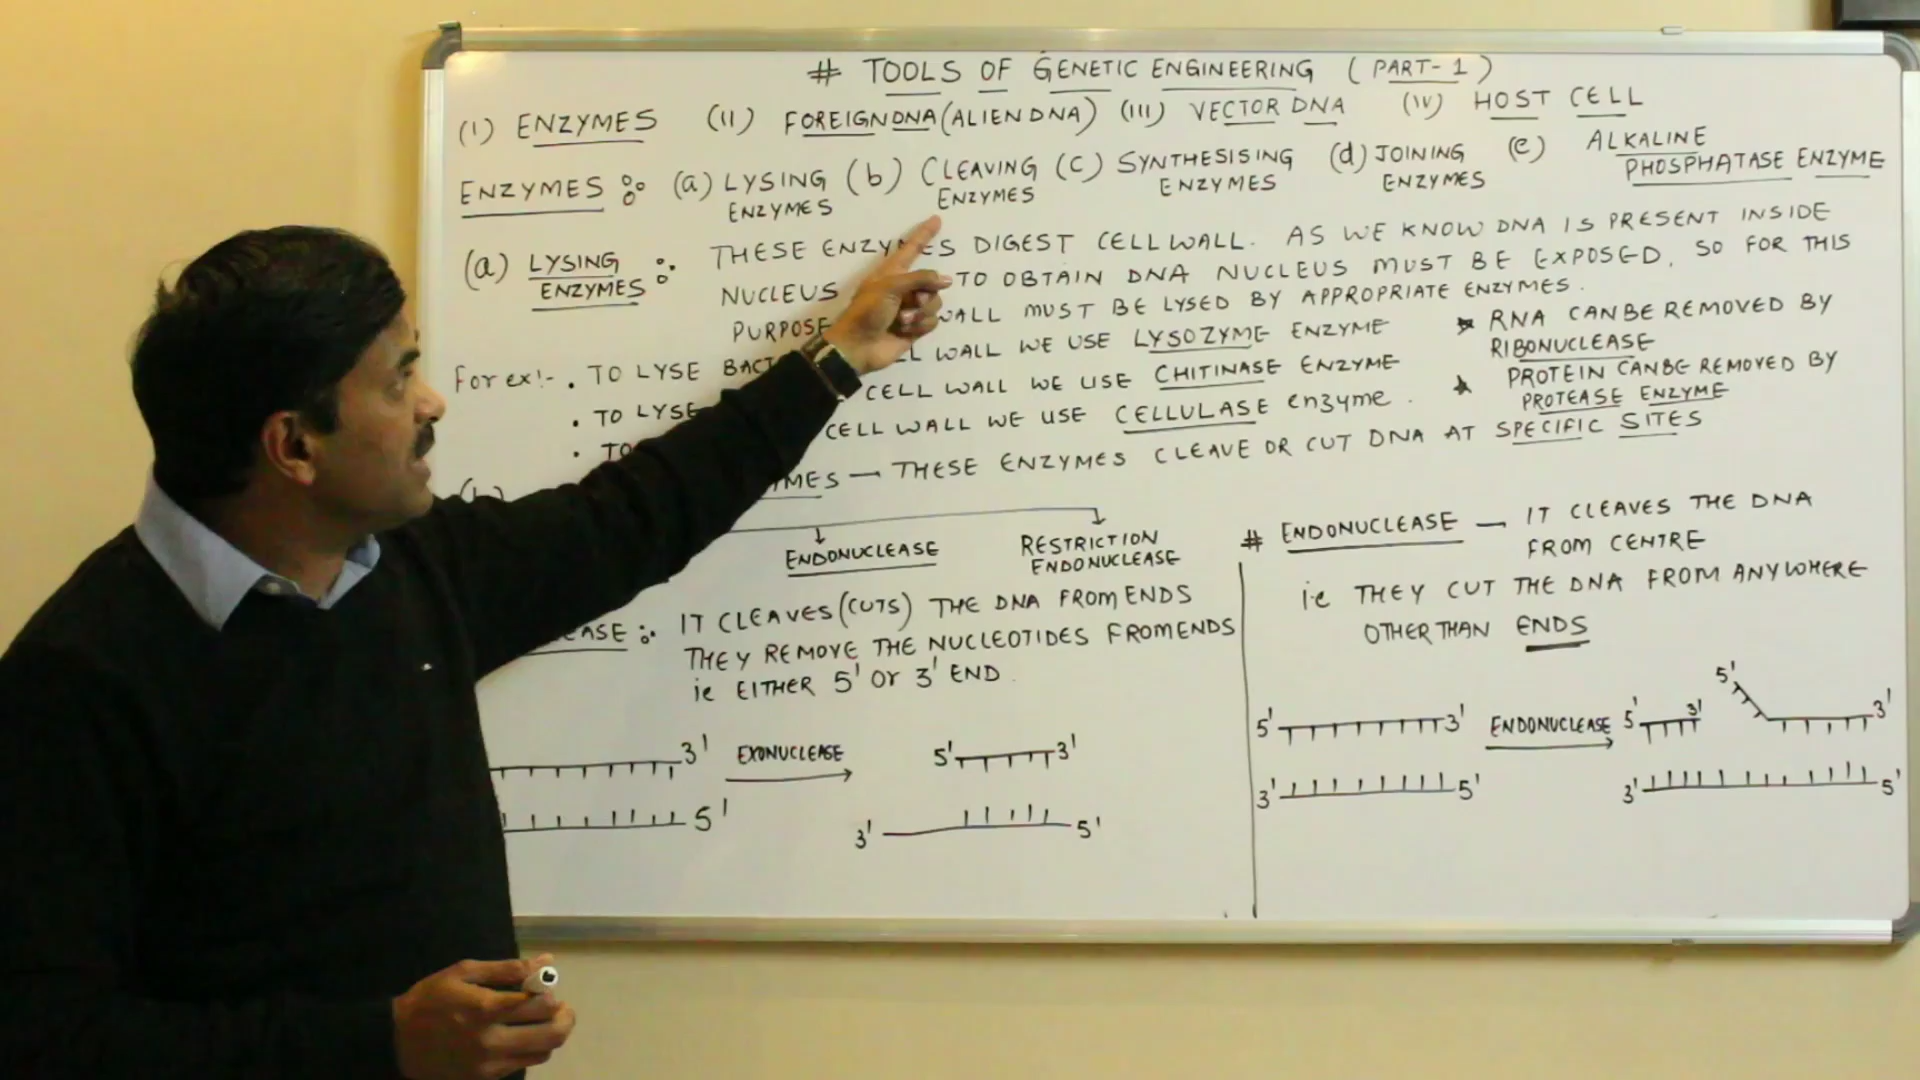 # TOOLS OF GENETIC ENGINEERING (PART-1)
(I) ENZYMES (II) FOREIGN DNA (ALIEN DNA) (III) VECTOR DNA (IV) HOST CELL
ENZYMES (a) LYSING ENZYMES (b) CLEAVING ENZYMES (c) SYNTHESISING ENZYMES (d) JOINING ENZYMES (e) ALKALINE PHOSPHATASE ENZYME
(a) LYSING ENZYMES THESE ENZYMES DIGEST CELL WALL. AS WE KNOW DNA IS PRESENT INSIDE
NUCLEUS TO OBTAIN DNA NUCLEUS MUST BE EXPOSED, SO FOR THIS
PURPOSE WALL MUST BE LYSED BY APPROPRIATE ENZYMES.
For ex:- . TO LYSE WALL WE USE LYSOZYME ENZYME
. TO LYSE CELL WALL WE USE CHITINASE ENZYME
. TO CELL WALL WE USE CELLULASE enzyme.
* RNA CAN BE REMOVED BY
RIBONUCLEASE
* PROTEIN CAN BE REMOVED BY
PROTEASE ENZYME
— THESE ENZYMES CLEAVE OR CUT DNA AT SPECIFIC SITES
ENDONUCLEASE
RESTRICTION
ENDONUCLEASE
IT CLEAVES (CUTS) THE DNA FROM ENDS
THEY REMOVE THE NUCLEOTIDES FROM ENDS
ie EITHER 5' or 3' END.
3' EXONUCLEASE 5' 3'
5' 3' 5'
# ENDONUCLEASE — IT CLEAVES THE DNA
FROM CENTRE
i.e THEY CUT THE DNA FROM ANYWHERE
OTHER THAN ENDS
5' 3' ENDONUCLEASE 5' 3' 5' 3'
3' 5' 3' 5'